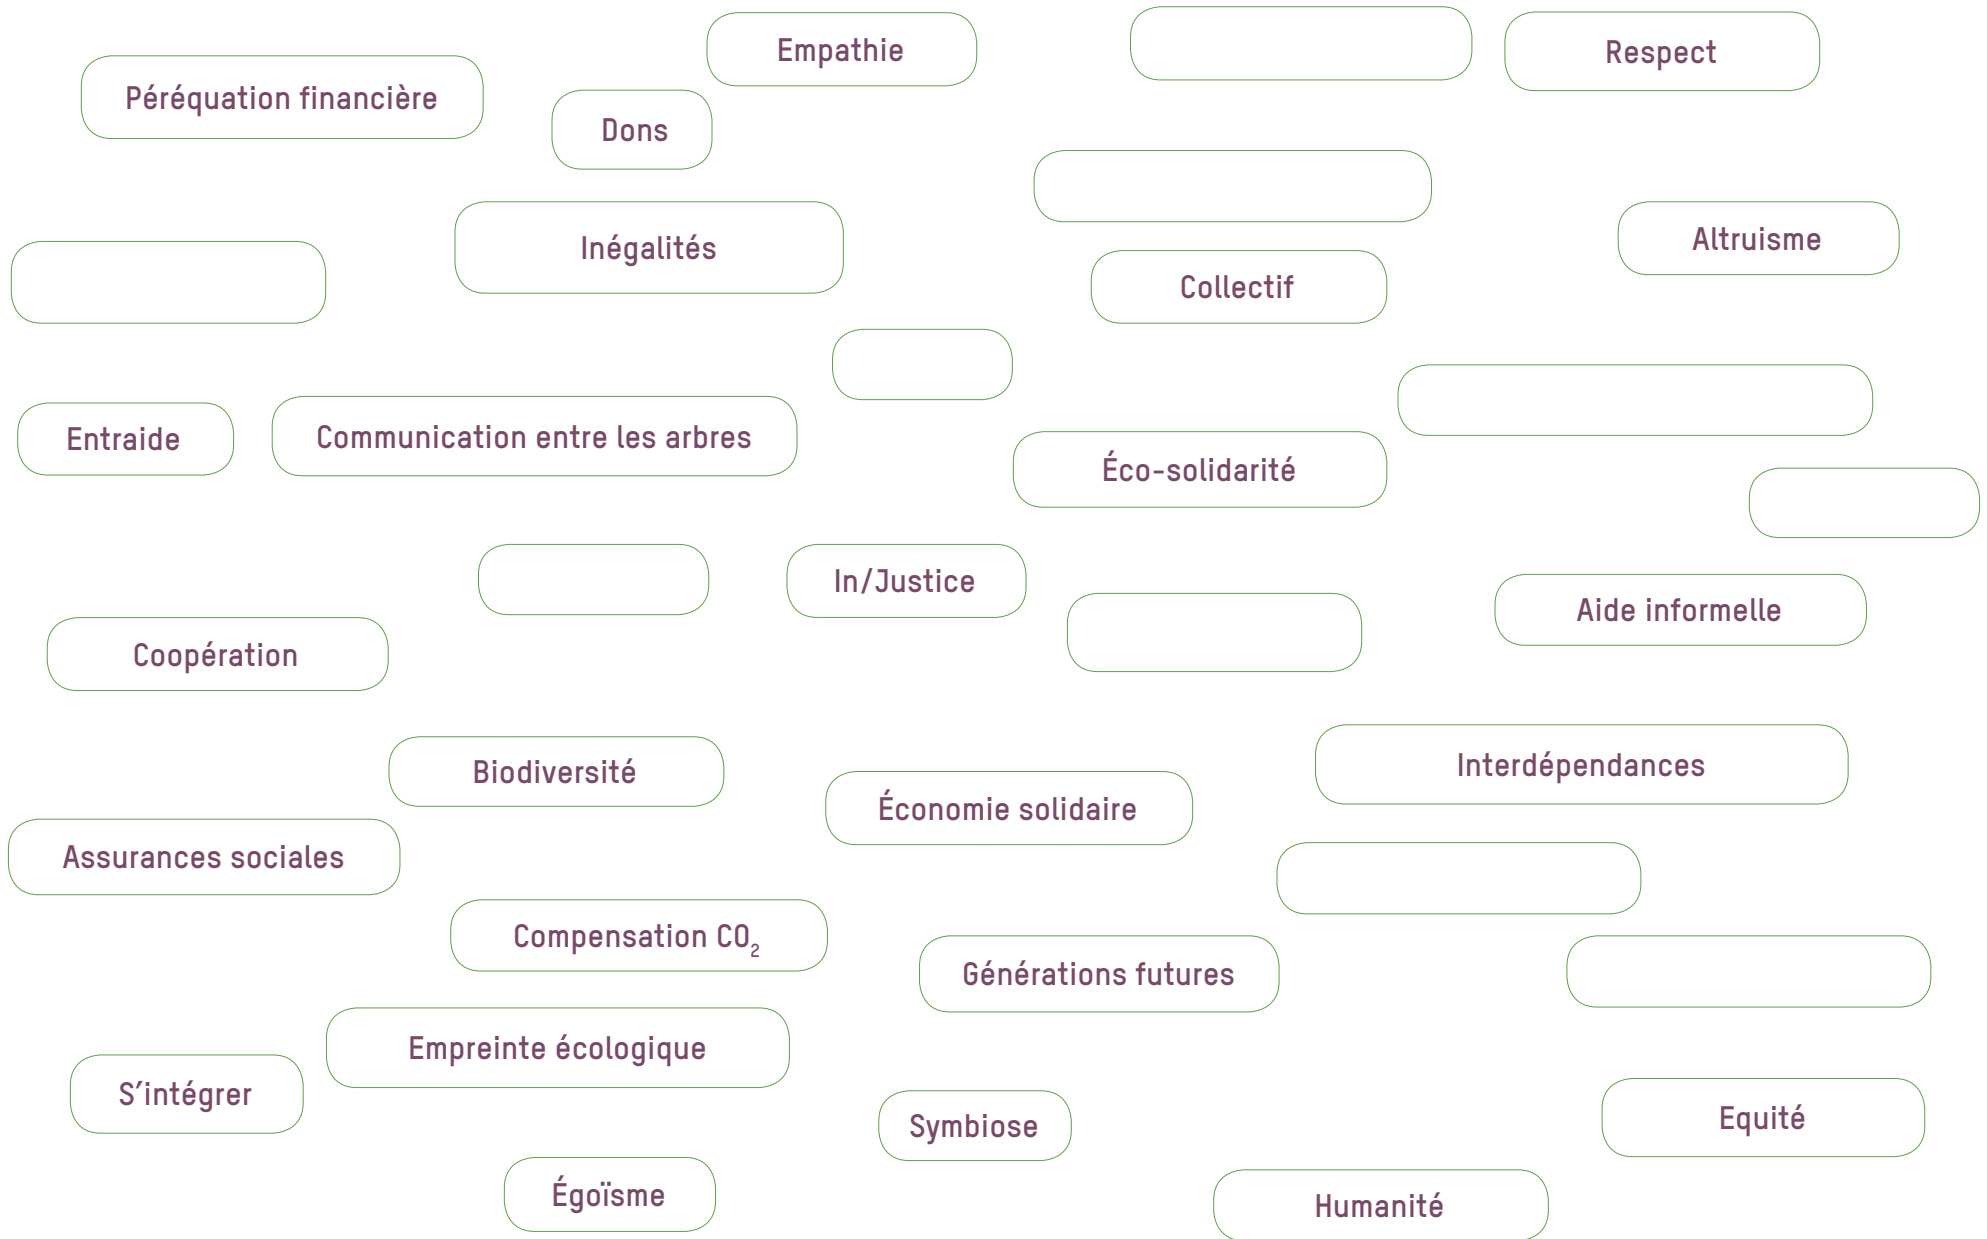 Empathie
Respect
Péréquation financière
Dons
Inégalités
Altruisme
Collectif
Entraide
Communication entre les arbres
Éco-solidarité
In/Justice
Aide informelle
Coopération
Biodiversité
Interdépendances
Économie solidaire
Assurances sociales
Compensation CO₂
Générations futures
Empreinte écologique
S’intégrer
Symbiose
Equité
Égoïsme
Humanité